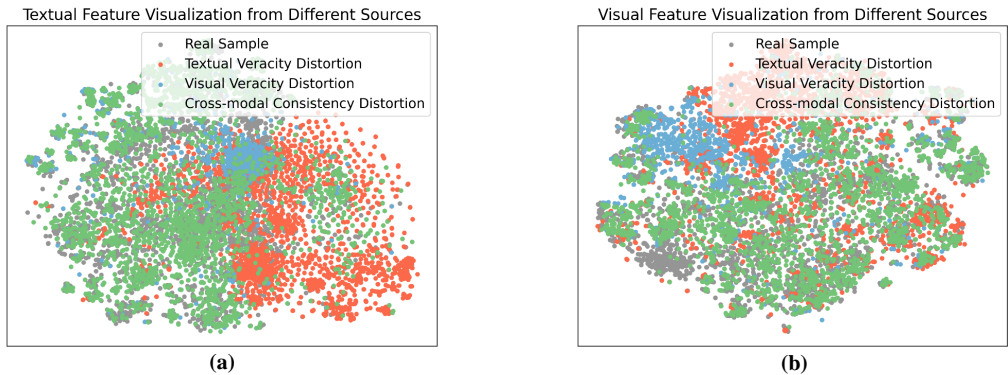 Textual Feature Visualization from Different Sources
Real Sample
Textual Veracity Distortion
Visual Veracity Distortion
Cross-modal Consistency Distortion
(a)
Visual Feature Visualization from Different Sources
Real Sample
Textual Veracity Distortion
Visual Veracity Distortion
Cross-modal Consistency Distortion
(b)